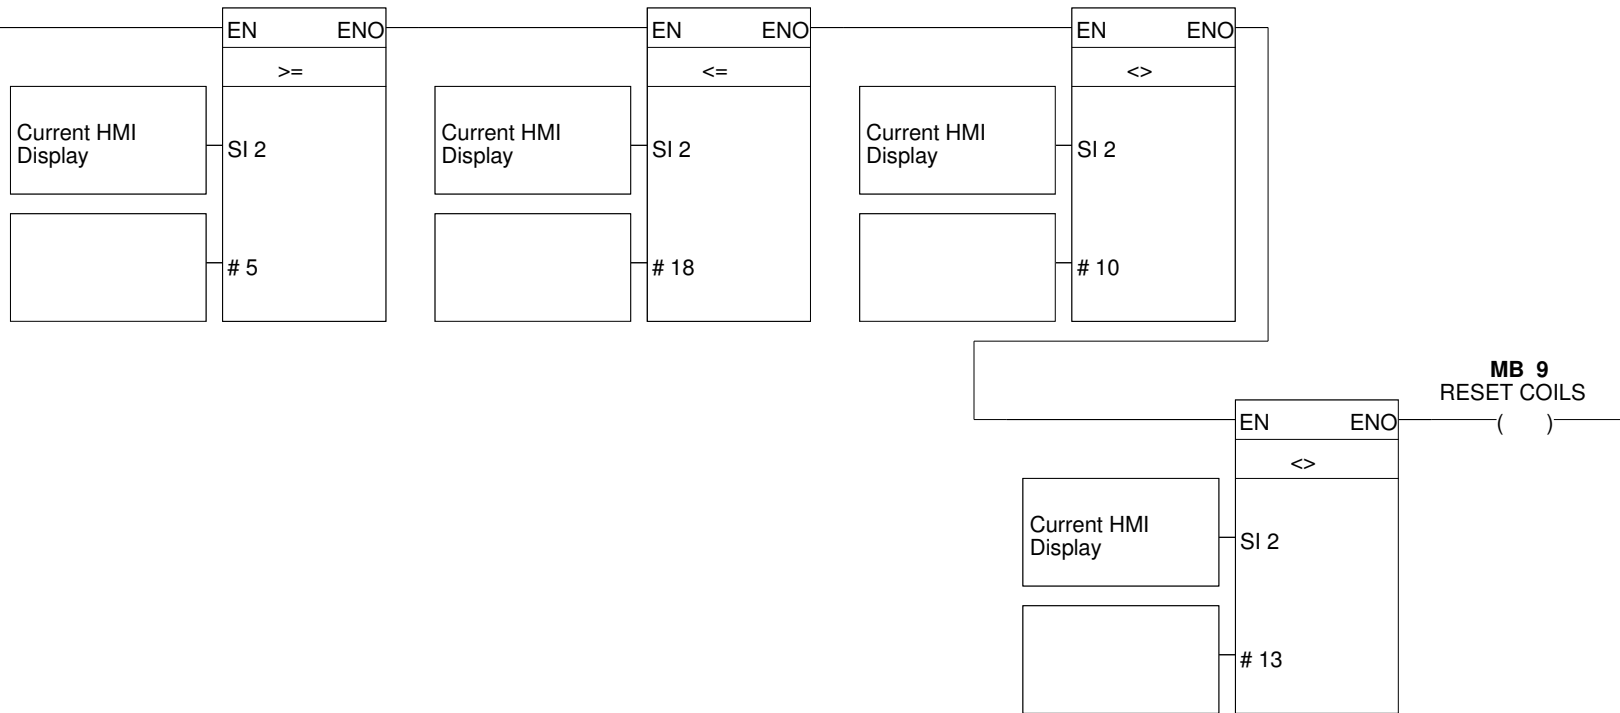 EN ENO
>=
Current HMI
Display
SI 2
# 5
EN ENO
<=
Current HMI
Display
SI 2
# 18
EN ENO
<>
Current HMI
Display
SI 2
# 10
MB 9
RESET COILS
( )
EN ENO
<>
Current HMI
Display
SI 2
# 13